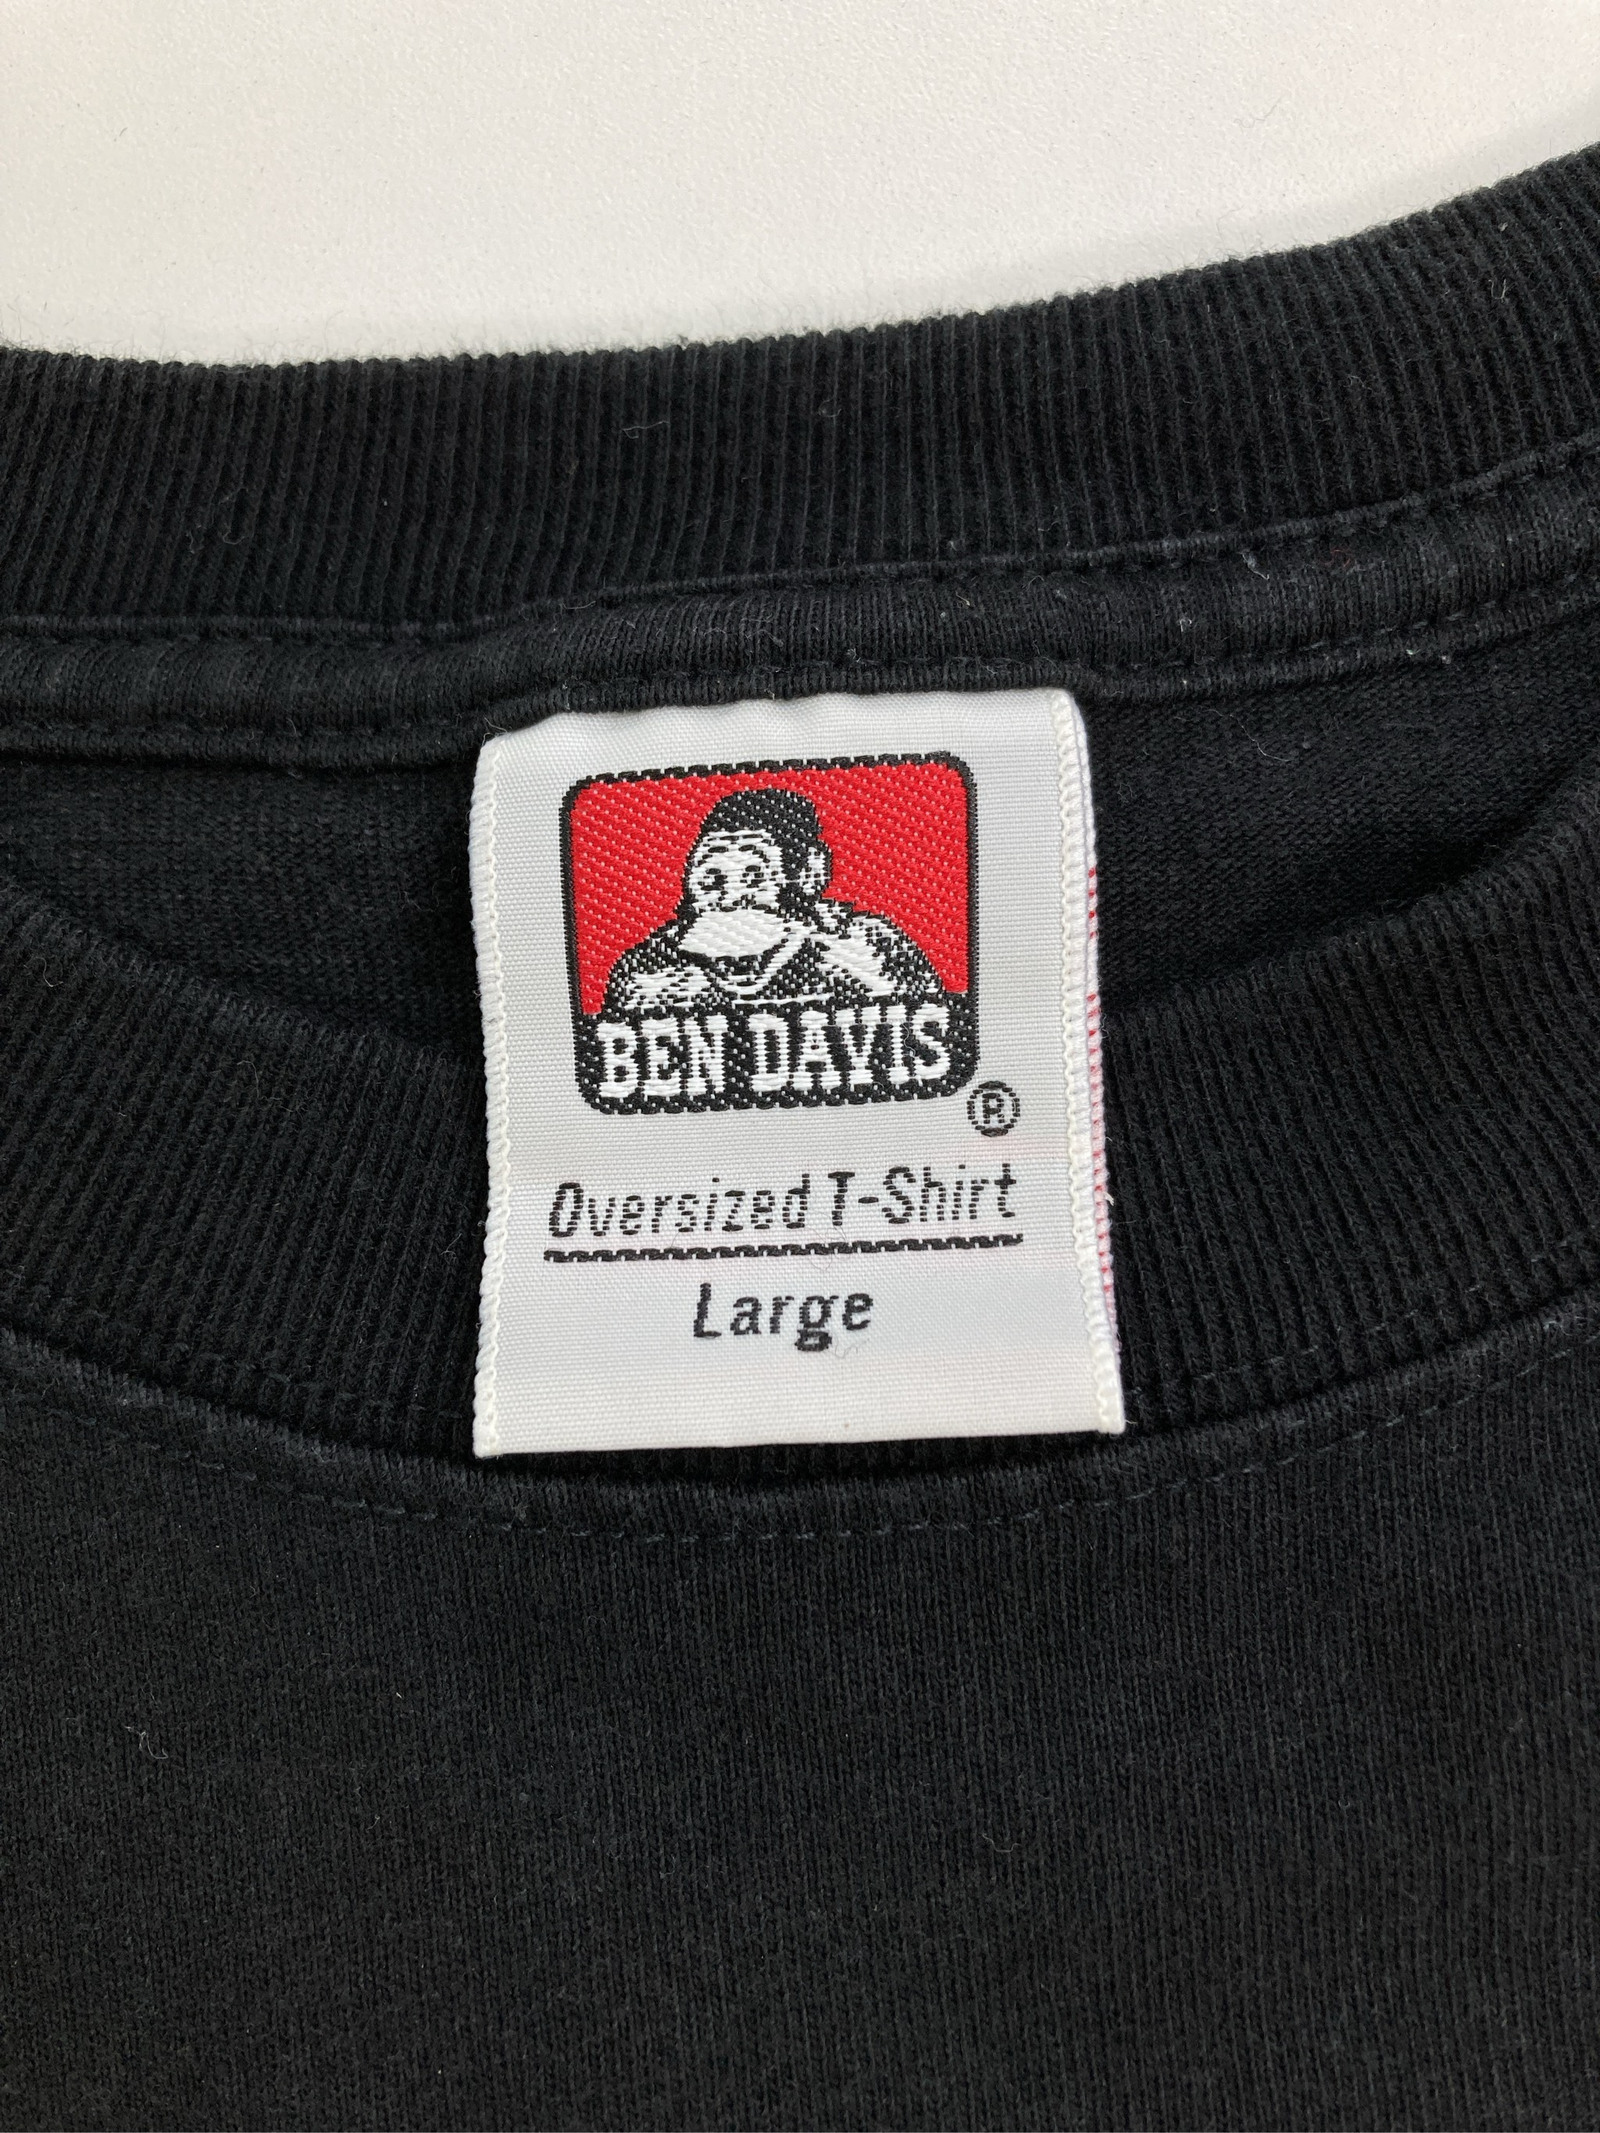 BEN DAVIS
®
Oversized T-Shirt
Large